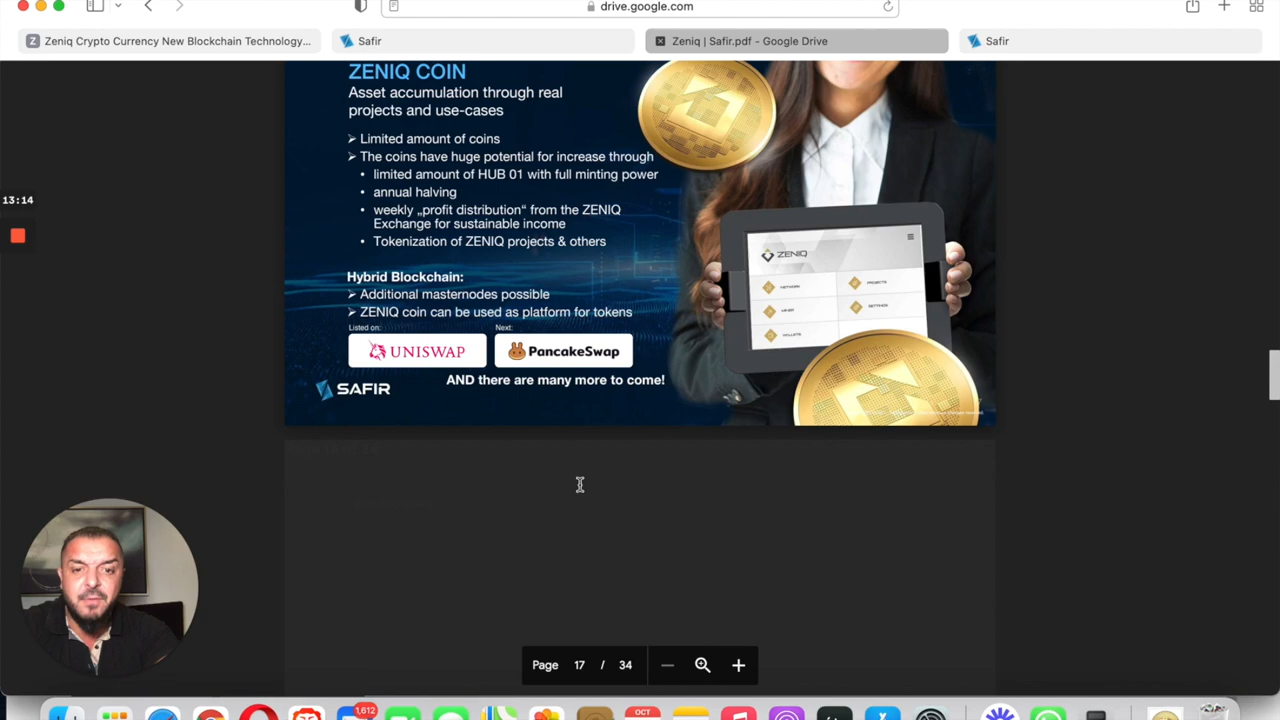 drive.google.com
Z Zeniq Crypto Currency New Blockchain Technology...
Safir
Zeniq | Safir.pdf - Google Drive
Safir
ZENIQ COIN
Asset accumulation through real
projects and use-cases
➢ Limited amount of coins
➢ The coins have huge potential for increase through
• limited amount of HUB 01 with full minting power
• annual halving
• weekly „profit distribution“ from the ZENIQ
Exchange for sustainable income
• Tokenization of ZENIQ projects & others
Hybrid Blockchain:
➢ Additional masternodes possible
➢ ZENIQ coin can be used as platform for tokens
Listed on:
Next:
UNISWAP
PancakeSwap
AND there are many more to come!
SAFIR
ZENIQ
NETWORK
PROJECTS
SETTINGS
WALLETS
13:14
Page 17 / 34
1,612
OCT